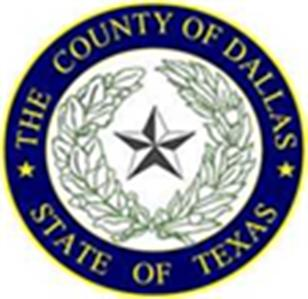 THE COUNTY OF DALLAS
STATE OF TEXAS